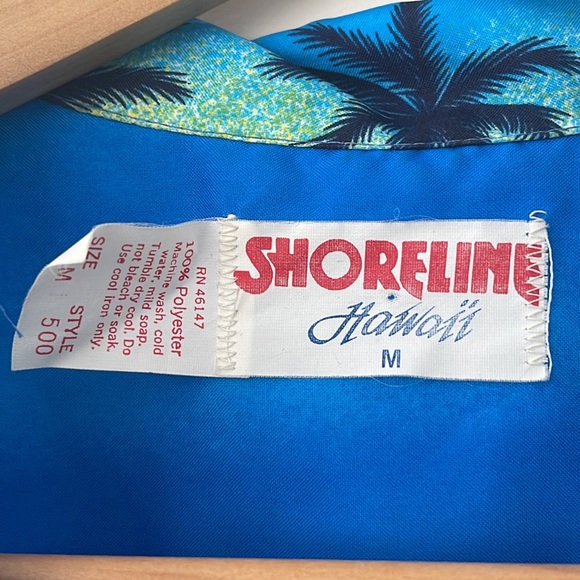 SHORELINE
Hawaii
M
RN 46147
100% Polyester
Machine wash, cold
water, mild soap.
Tumble dry cool. Do
not bleach or soak.
Use cool iron only.
SIZE STYLE
M 500